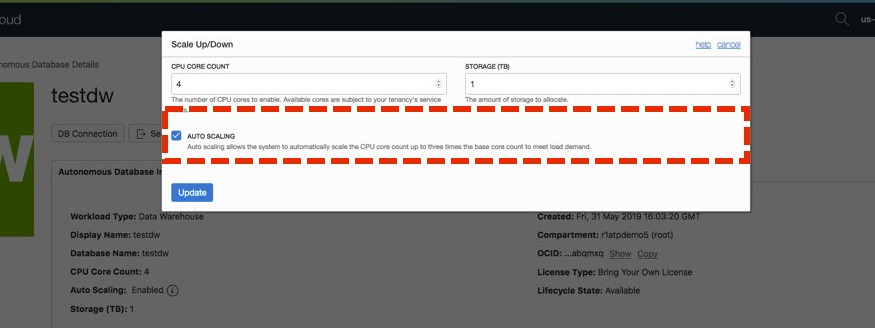 oud
us-
Scale Up/Down
help
cancel
nomous Database Details
CPU CORE COUNT
STORAGE (TB)
4
1
The number of CPU cores to enable. Available cores are subject to your tenancy's service
The amount of storage to allocate.
testdw
W
DB Connection
Se
AUTO SCALING
Auto scaling allows the system to automatically scale the CPU core count up to three times the base core count to meet load demand.
Autonomous Database In
Update
Workload Type: Data Warehouse
Created: Fri, 31 May 2019 16:03:20 GMT
Display Name: testdw
Compartment: r1atpdemo5 (root)
Database Name: testdw
OCID: ...abqmxq Show Copy
CPU Core Count: 4
License Type: Bring Your Own License
Auto Scaling: Enabled
Lifecycle State: Available
Storage (TB): 1